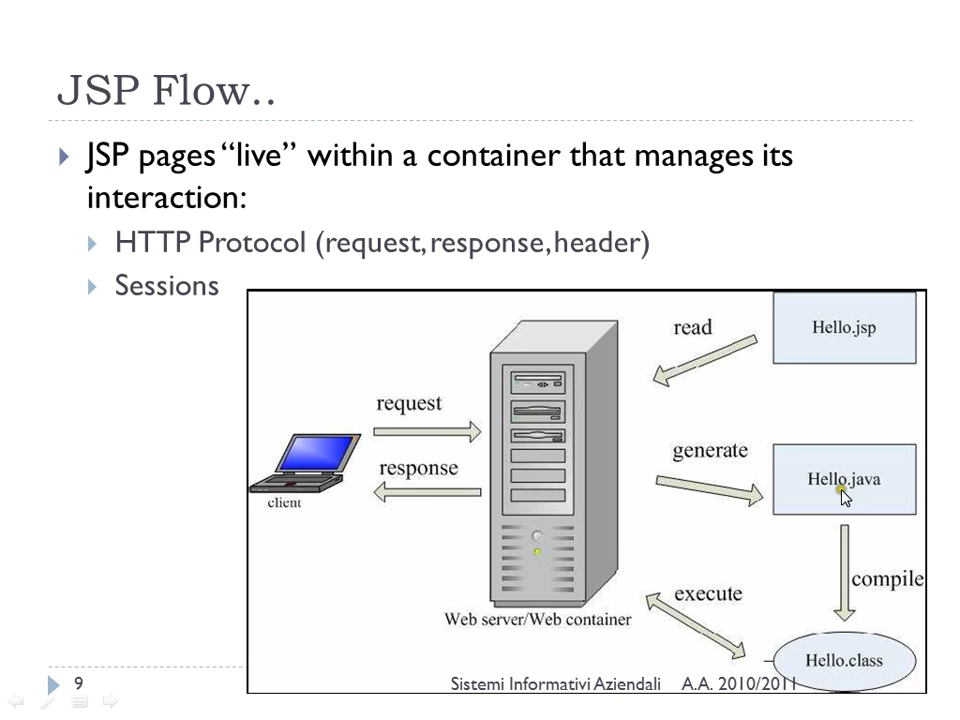 JSP Flow..
JSP pages “live” within a container that manages its
interaction:
HTTP Protocol (request, response, header)
Sessions
read
Hello.jsp
request
generate
response
Hello.java
client
compile
execute
Web server/Web container
Hello.class
9
Sistemi Informativi Aziendali A.A. 2010/2011